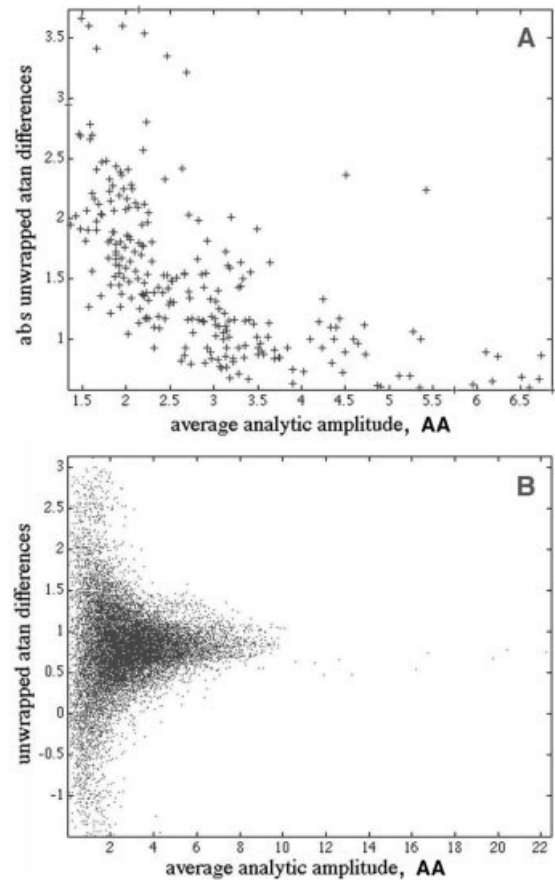 A
3.5
3
2.5
2
1.5
1
abs unwrapped atan differences
1.5 2 2.5 3 3.5 4 4.5 5 5.5 6 6.5
average analytic amplitude, AA
B
3
2.5
2
1.5
1
0.5
0
-0.5
-1
unwrapped atan differences
2 4 6 8 10 12 14 16 18 20 22
average analytic amplitude, AA